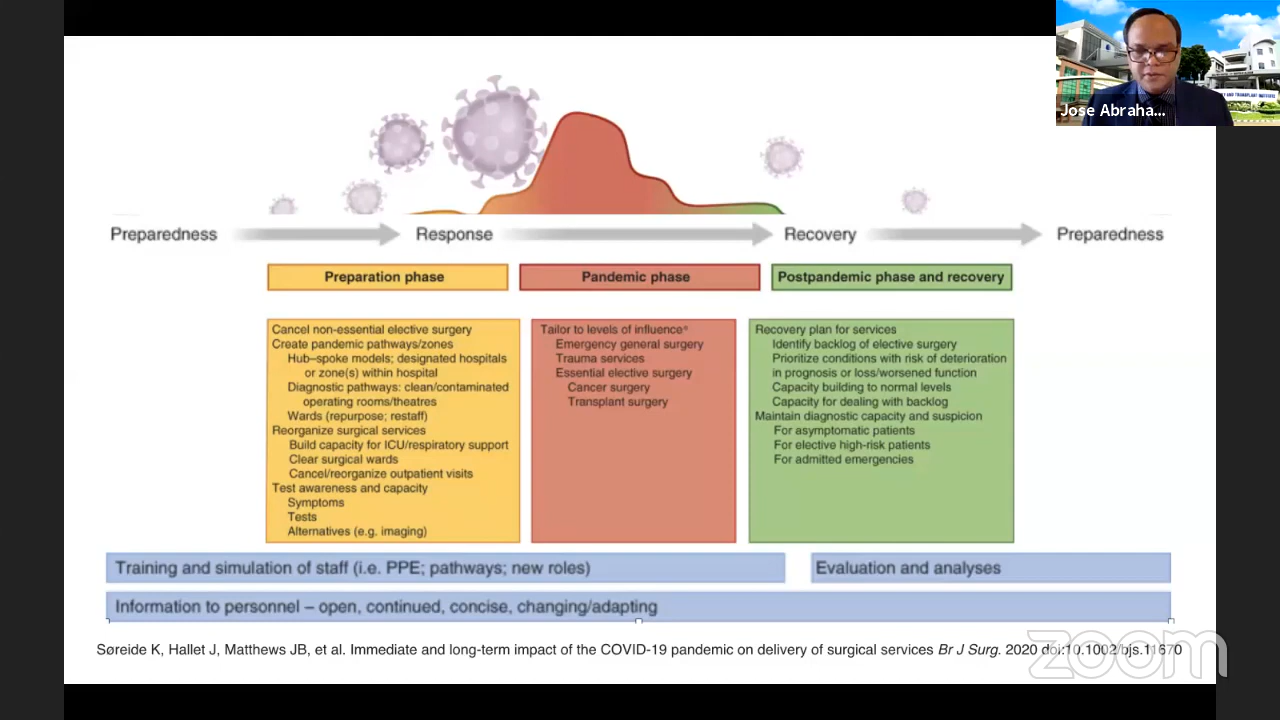 Jose Abraha...
AND TRANSPLANT INSTITUTE
Preparedness
Response
Recovery
Preparedness
Preparation phase
Pandemic phase
Postpandemic phase and recovery
Cancel non-essential elective surgery
Create pandemic pathways/zones
Hub–spoke models; designated hospitals
or zone(s) within hospital
Diagnostic pathways: clean/contaminated
operating rooms/theatres
Wards (repurpose; restaff)
Reorganize surgical services
Build capacity for ICU/respiratory support
Clear surgical wards
Cancel/reorganize outpatient visits
Test awareness and capacity
Symptoms
Tests
Alternatives (e.g. imaging)
Tailor to levels of influence*
Emergency general surgery
Trauma services
Essential elective surgery
Cancer surgery
Transplant surgery
Recovery plan for services
Identify backlog of elective surgery
Prioritize conditions with risk of deterioration
in prognosis or loss/worsened function
Capacity building to normal levels
Capacity for dealing with backlog
Maintain diagnostic capacity and suspicion
For asymptomatic patients
For elective high-risk patients
For admitted emergencies
Training and simulation of staff (i.e. PPE; pathways; new roles)
Evaluation and analyses
Information to personnel – open, continued, concise, changing/adapting
Søreide K, Hallet J, Matthews JB, et al. Immediate and long-term impact of the COVID-19 pandemic on delivery of surgical services Br J Surg. 2020 doi:10.1002/bjs.11670
zoom